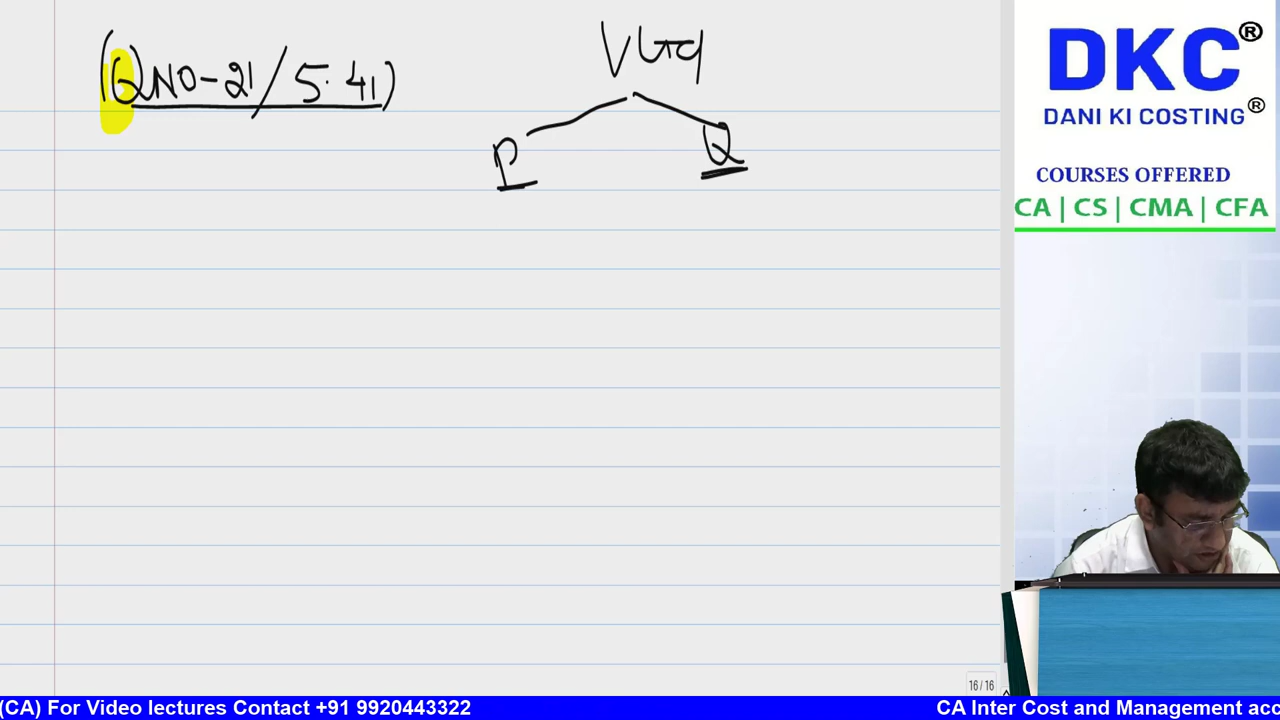 (QNO-21/5.41)
V Ltd
P
Q
DKC®
DANI KI COSTING®
COURSES OFFERED
CA | CS | CMA | CFA
16/16
(CA) For Video lectures Contact +91 9920443322
CA Inter Cost and Management acc